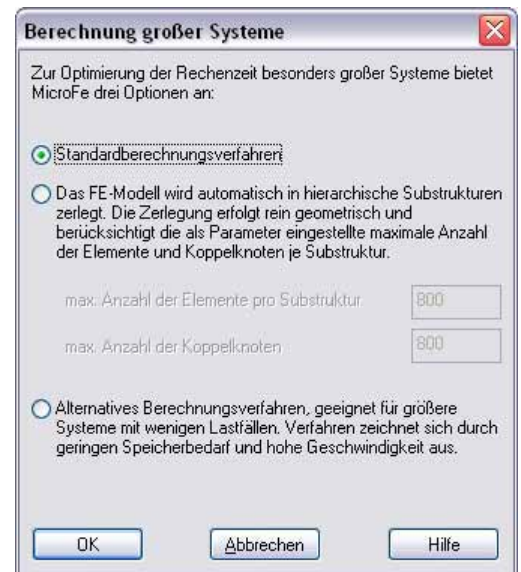 Berechnung großer Systeme
Zur Optimierung der Rechenzeit besonders großer Systeme bietet
MicroFe drei Optionen an:
Standardberechnungsverfahren
Das FE-Modell wird automatisch in hierarchische Substrukturen
zerlegt. Die Zerlegung erfolgt rein geometrisch und
berücksichtigt die als Parameter eingestellte maximale Anzahl
der Elemente und Koppelknoten je Substruktur.
max. Anzahl der Elemente pro Substruktur 800
max. Anzahl der Koppelknoten 800
Alternatives Berechnungsverfahren, geeignet für größere
Systeme mit wenigen Lastfällen. Verfahren zeichnet sich durch
geringen Speicherbedarf und hohe Geschwindigkeit aus.
OK Abbrechen Hilfe